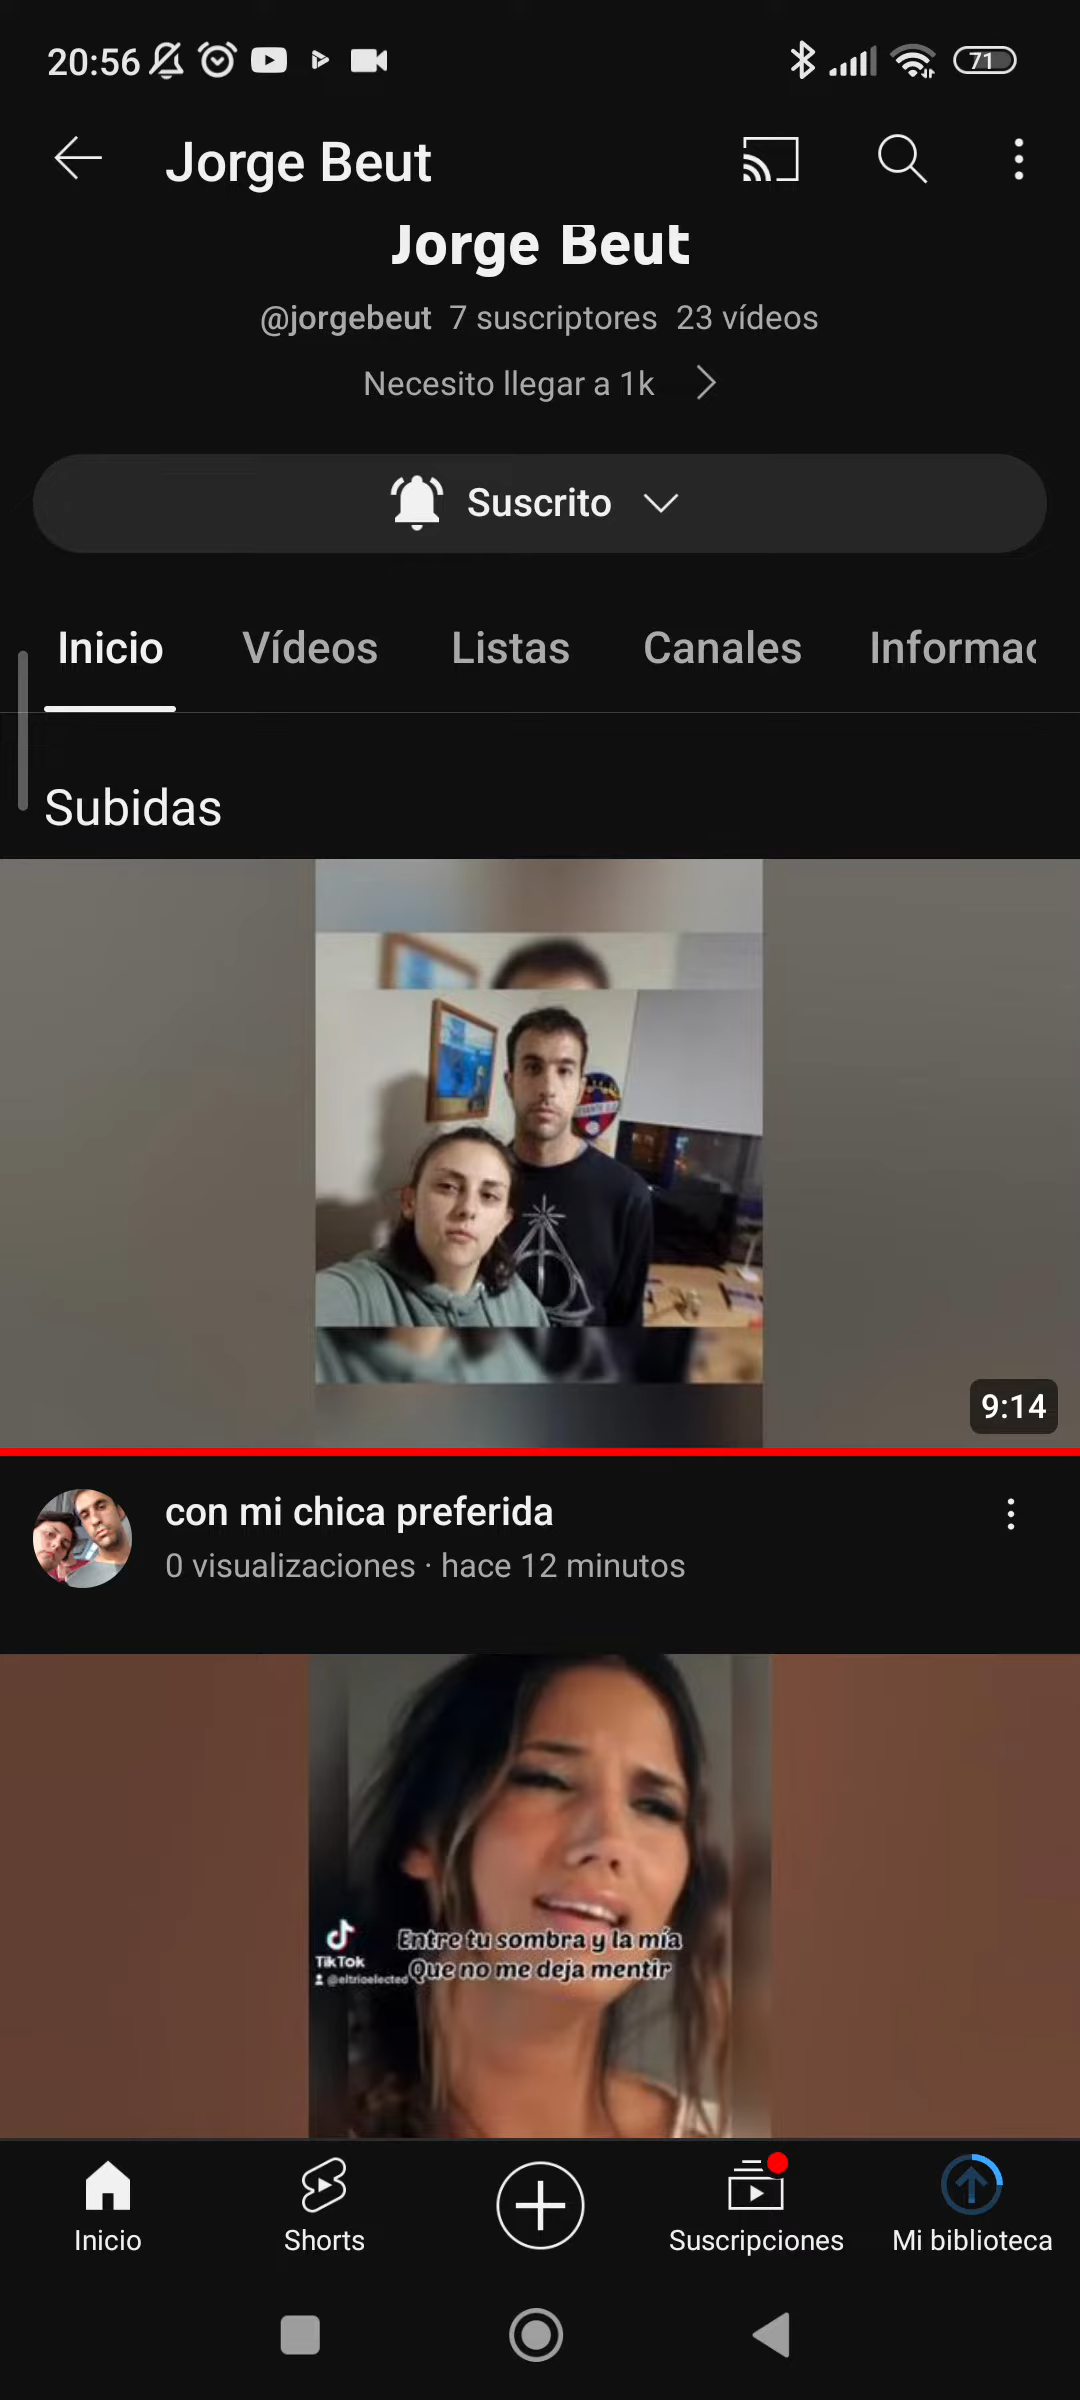 20:56
71
Jorge Beut
Jorge Beut
@jorgebeut 7 suscriptores 23 vídeos
Necesito llegar a 1k
Suscrito
Inicio Vídeos Listas Canales Informac
Subidas
9:14
con mi chica preferida
0 visualizaciones · hace 12 minutos
Entre tu sombra y la mía
TikTok
Que no me deja mentir
@eltrioelected
Inicio Shorts Suscripciones Mi biblioteca